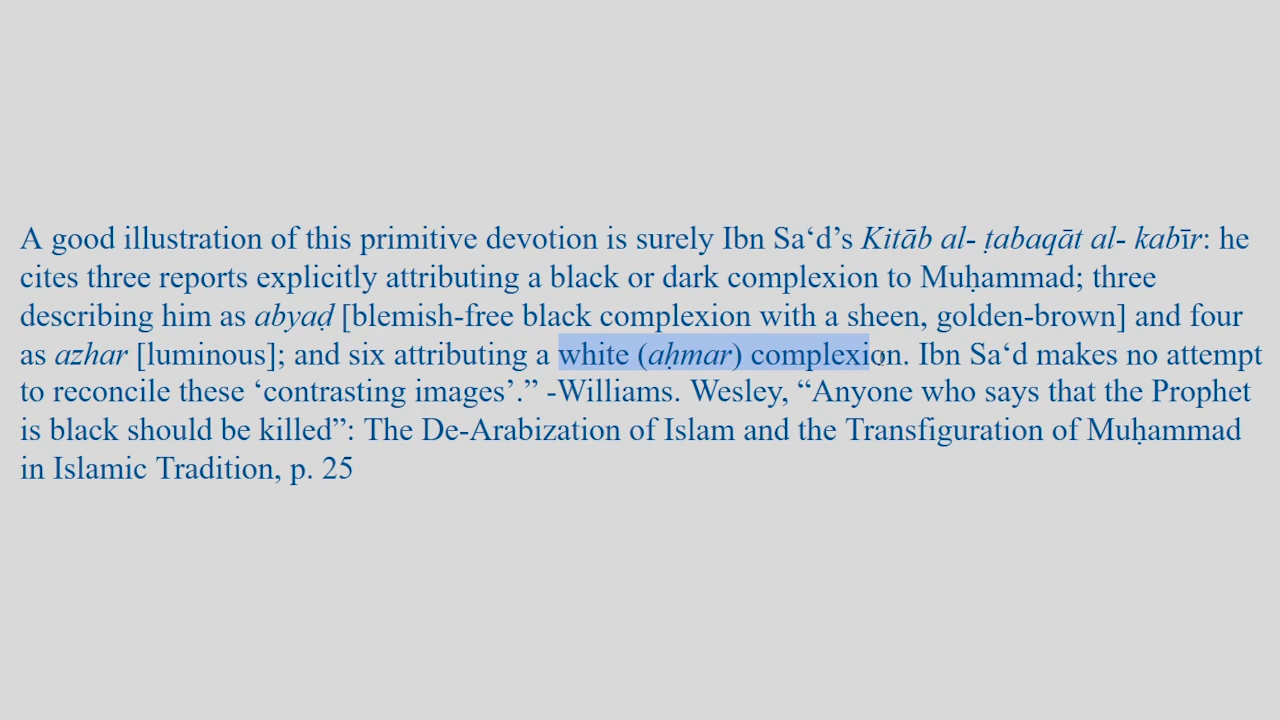 A good illustration of this primitive devotion is surely Ibn Sa‘d’s Kitāb al- ṭabaqāt al- kabīr: he
cites three reports explicitly attributing a black or dark complexion to Muḥammad; three
describing him as abyaḍ [blemish-free black complexion with a sheen, golden-brown] and four
as azhar [luminous]; and six attributing a white (aḥmar) complexion. Ibn Sa‘d makes no attempt
to reconcile these ‘contrasting images’.” -Williams. Wesley, “Anyone who says that the Prophet
is black should be killed”: The De-Arabization of Islam and the Transfiguration of Muḥammad
in Islamic Tradition, p. 25